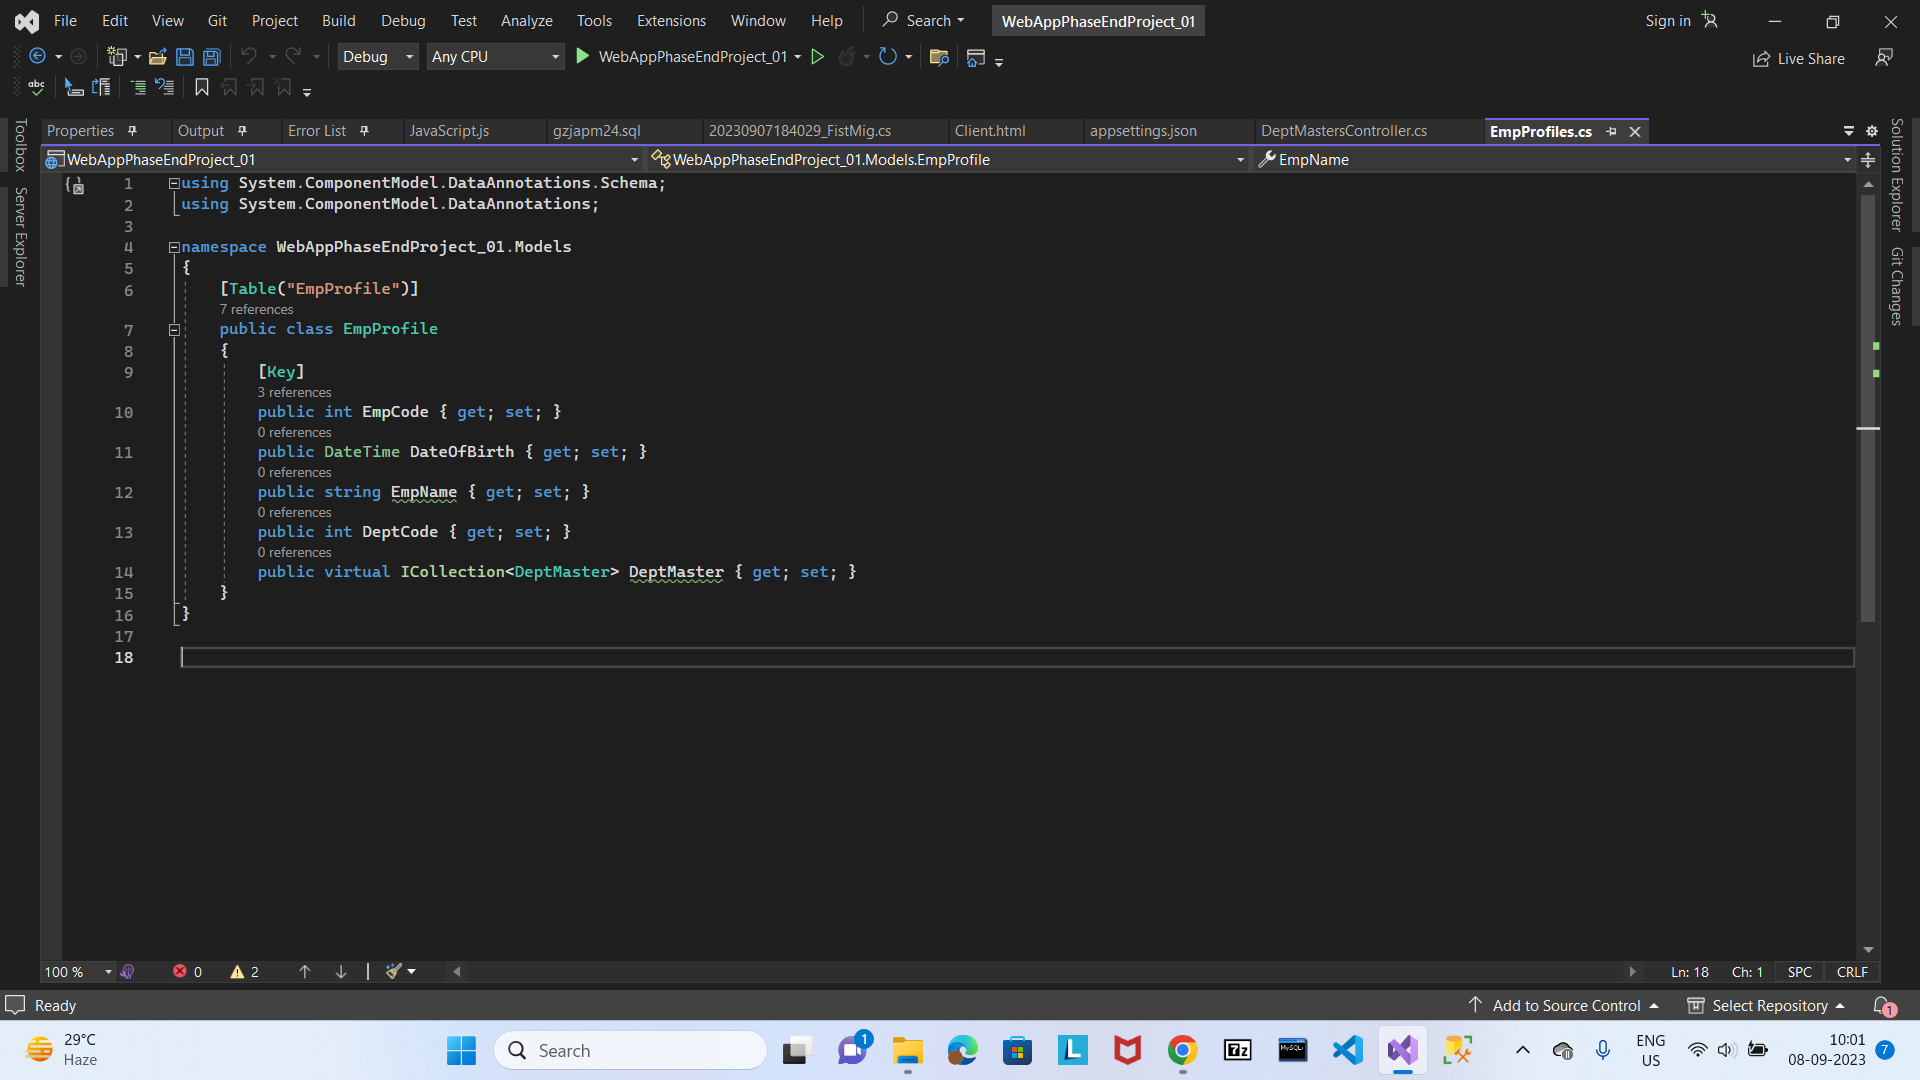 File Edit View Git Project Build Debug Test Analyze Tools Extensions Window Help Search WebAppPhaseEndProject_01 Sign in
Debug Any CPU WebAppPhaseEndProject_01 Live Share
abc
Properties Output Error List JavaScript.js gzjapm24.sql 20230907184029_FistMig.cs Client.html appsettings.json DeptMastersController.cs EmpProfiles.cs
WebAppPhaseEndProject_01 WebAppPhaseEndProject_01.Models.EmpProfile EmpName
Toolbox
Server Explorer
Solution Explorer
Git Changes
1 using System.ComponentModel.DataAnnotations.Schema;
2 using System.ComponentModel.DataAnnotations;
3
4 namespace WebAppPhaseEndProject_01.Models
5 {
6 [Table("EmpProfile")]
7 references
7 public class EmpProfile
8 {
9 [Key]
3 references
10 public int EmpCode { get; set; }
0 references
11 public DateTime DateOfBirth { get; set; }
0 references
12 public string EmpName { get; set; }
0 references
13 public int DeptCode { get; set; }
0 references
14 public virtual ICollection<DeptMaster> DeptMaster { get; set; }
15 }
16 }
17
18
100 % 0 2 Ln: 18 Ch: 1 SPC CRLF
Ready Add to Source Control Select Repository 1
29°C
Haze
Search
1
L
7z
MySQL
ENG
US
10:01
08-09-2023
7